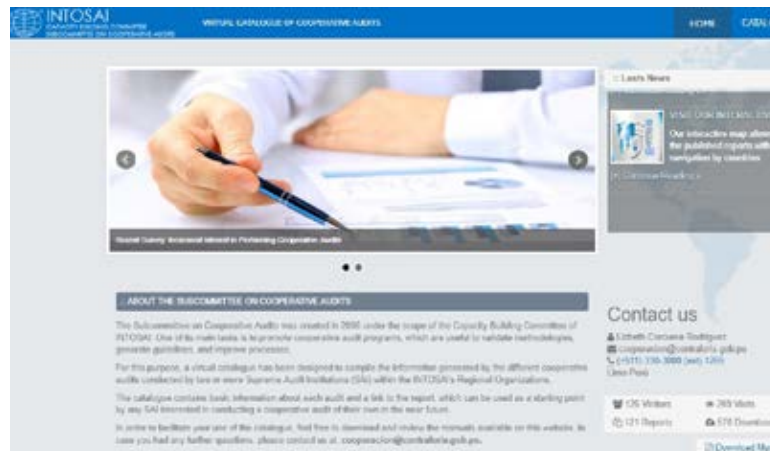 INTOSAI
CAPACITY BUILDING COMMITTEE
SUBCOMMITTEE ON COOPERATIVE AUDITS
VIRTUAL CATALOGUE OF COOPERATIVE AUDITS
HOME
:: Lasts News
Our interactive map
the published reports with
navigation by countries
Recent Survey: Increased Interest in Performing Cooperative Audits
:: ABOUT THE SUBCOMMITTEE ON COOPERATIVE AUDITS
The Subcommittee on Cooperative Audits was created in under the scope of the Capacity Building Committee of
INTOSAI. One of its main tasks is to promote cooperative audit programs, which are useful to validate methodologies,
generate guidelines, and improve processes.
For this purpose, a virtual catalogue has been designed to compile the information generated by the different cooperative
audits conducted by two or more Supreme Audit Institutions (SAI) within the INTOSAI's Regional Organizations.
The catalogue contains basic information about each audit and a link to the report, which can be used as a starting point
by any SAI interested in conducting a cooperative audit of their own in the near future.
In order to facilitate your use of the catalogue, feel free to download and review the manuals available on this website. In
case you had any further questions, please contact us at: cooperacion@contraloria.gob.pe.
Contact us
Rodriguez
cooperacion@contraloria.gob.pe
Visitors
Visits
121 Reports
Download